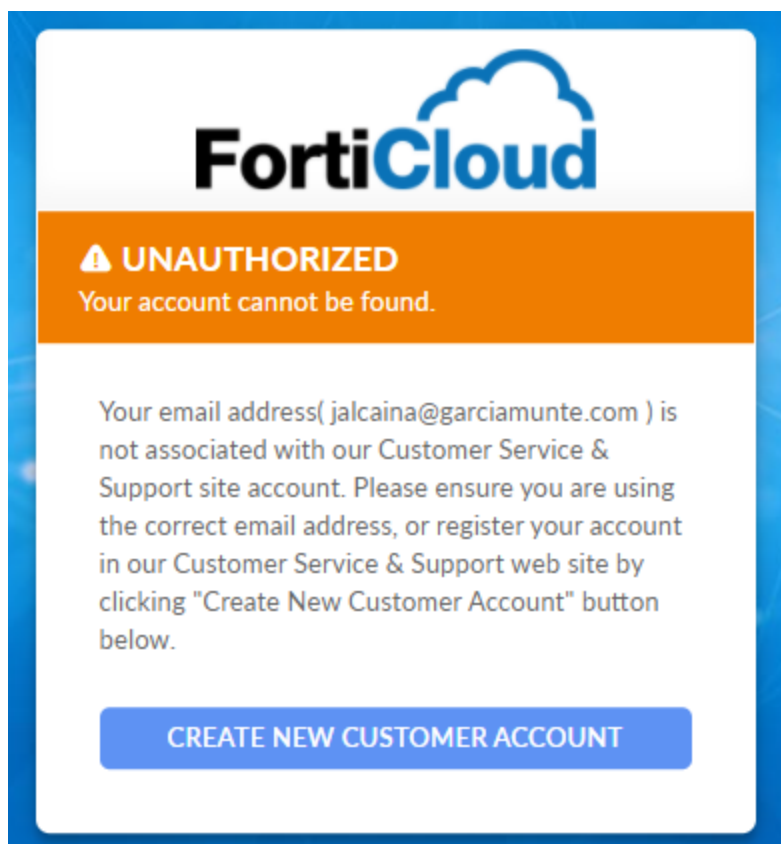 FortiCloud
UNAUTHORIZED
Your account cannot be found.
Your email address( jalcaina@garciamunte.com ) is
not associated with our Customer Service &
Support site account. Please ensure you are using
the correct email address, or register your account
in our Customer Service & Support web site by
clicking "Create New Customer Account" button
below.
CREATE NEW CUSTOMER ACCOUNT